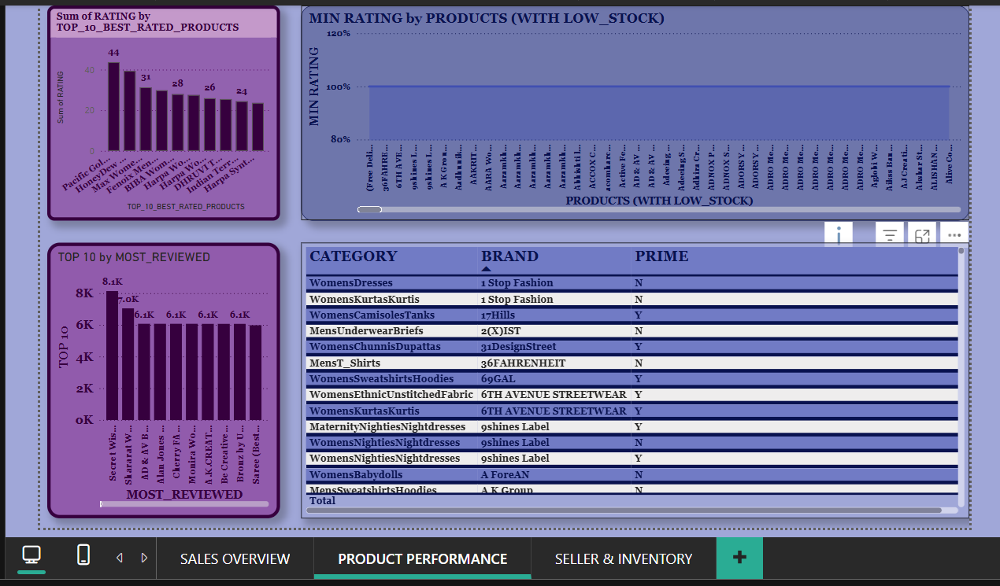 Sum of RATING by
TOP_10_BEST_RATED_PRODUCTS
Sum of RATING
40
20
0
44
31
28
26
24
Pacific Gol...
HoneyDew ...
Max Wome...
Fenoix Men...
BIBA Wom...
Harpa Wo...
Harpa Wo...
DHRUVI T...
Indian Terr...
Harpa Synt...
TOP_10_BEST_RATED_PRODUCTS
MIN RATING by PRODUCTS (WITH LOW_STOCK)
MIN RATING
120%
100%
80%
(Free Deli...
36FAHRE...
6TH AVE...
9shines L...
9shines L...
A K Grou...
Aadhunik...
AAKRIT...
AARA Wo...
Aaramkh...
Aaramkh...
Aaramkh...
Aaramkh...
Aaramkh...
Abhishti l...
ACCOX C...
aconharc...
Active Fe...
AD & AV ...
AD & AV ...
Adeeing ...
Adeeing S...
Adhira Cr...
ADNOX P...
ADNOX S...
ADORS Y...
ADORS Y...
ADRO Me...
ADRO Me...
ADRO Me...
ADRO Me...
ADRO Me...
ADRO Me...
ADRO Me...
Agloki W...
AJ Creati...
Akshar St...
ALISHAN ...
Alive Co...
PRODUCTS (WITH LOW_STOCK)
TOP 10 by MOST_REVIEWED
TOP 10
8K
6K
4K
2K
0K
8.1K
7.0K
6.1K
6.1K
6.1K
6.1K
Secret Wis...
Shararat W...
AD & AV B...
Alan Jones ...
Cherry FA...
Monira Wo...
A.K.CREAT...
Be Creative ...
Bronz by U...
Saree (Best...
MOST_REVIEWED
CATEGORY BRAND PRIME
WomensDresses 1 Stop Fashion N
WomensKurtasKurtis 1 Stop Fashion N
WomensCamisolesTanks 17Hills Y
MensUnderwearBriefs 2(X)IST N
WomensChunnisDupattas 31DesignStreet Y
MensT_Shirts 36FAHRENHEIT N
WomensSweatshirtsHoodies 69GAL Y
WomensEthnicUnstitchedFabric 6TH AVENUE STREETWEAR Y
WomensKurtasKurtis 6TH AVENUE STREETWEAR Y
MaternityNightiesNightdresses 9shines Label Y
WomensNightiesNightdresses 9shines Label N
WomensNightiesNightdresses 9shines Label Y
WomensBabydolls A ForeAN N
MensSweatshirtsHoodies A K Group N
Total
SALES OVERVIEW
PRODUCT PERFORMANCE
SELLER & INVENTORY